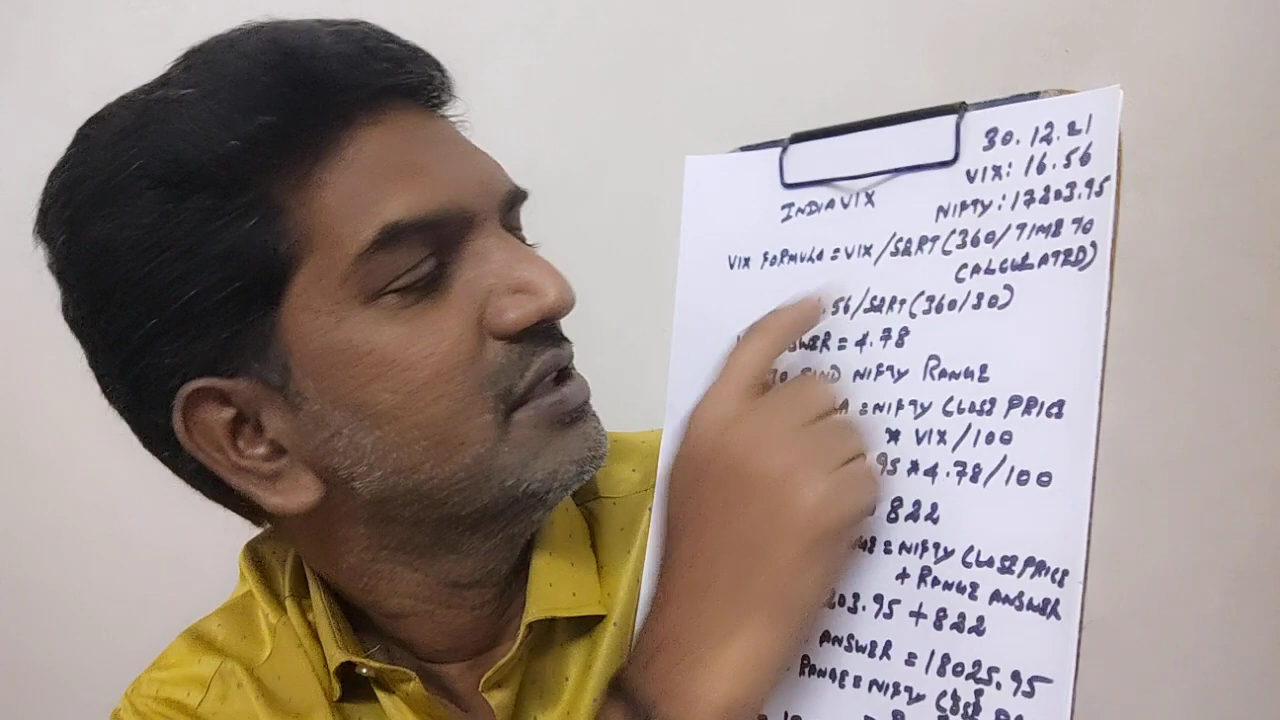 30.12.21
VIX: 16.56
INDIAVIX
NIFTY: 17203.95
VIX FORMULA = VIX/SQRT(360/TIME TO
CALCULATED)
.56/SQRT(360/30)
= 4.78
TO FIND NIFTY RANGE
= NIFTY CLOSE PRICE
* VIX/100
95*4.78/100
822
= NIFTY CLOSE PRICE
+ RANGE ANSWER
203.95 + 822
ANSWER = 18025.95
RANGE = NIFTY CLOSE